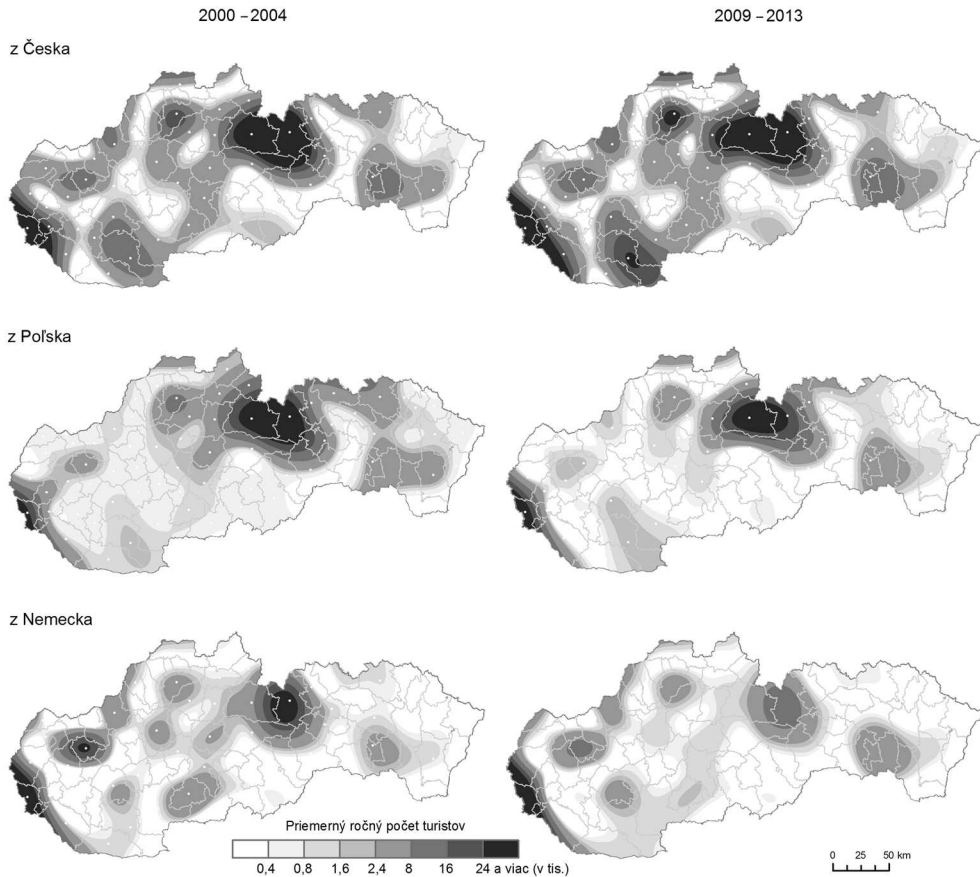 2000 – 2004 2009 – 2013
z Česka
z Poľska
z Nemecka
Priemerný ročný počet turistov
0,4 0,8 1,6 2,4 8 16 24 a viac (v tis.)
0 25 50 km